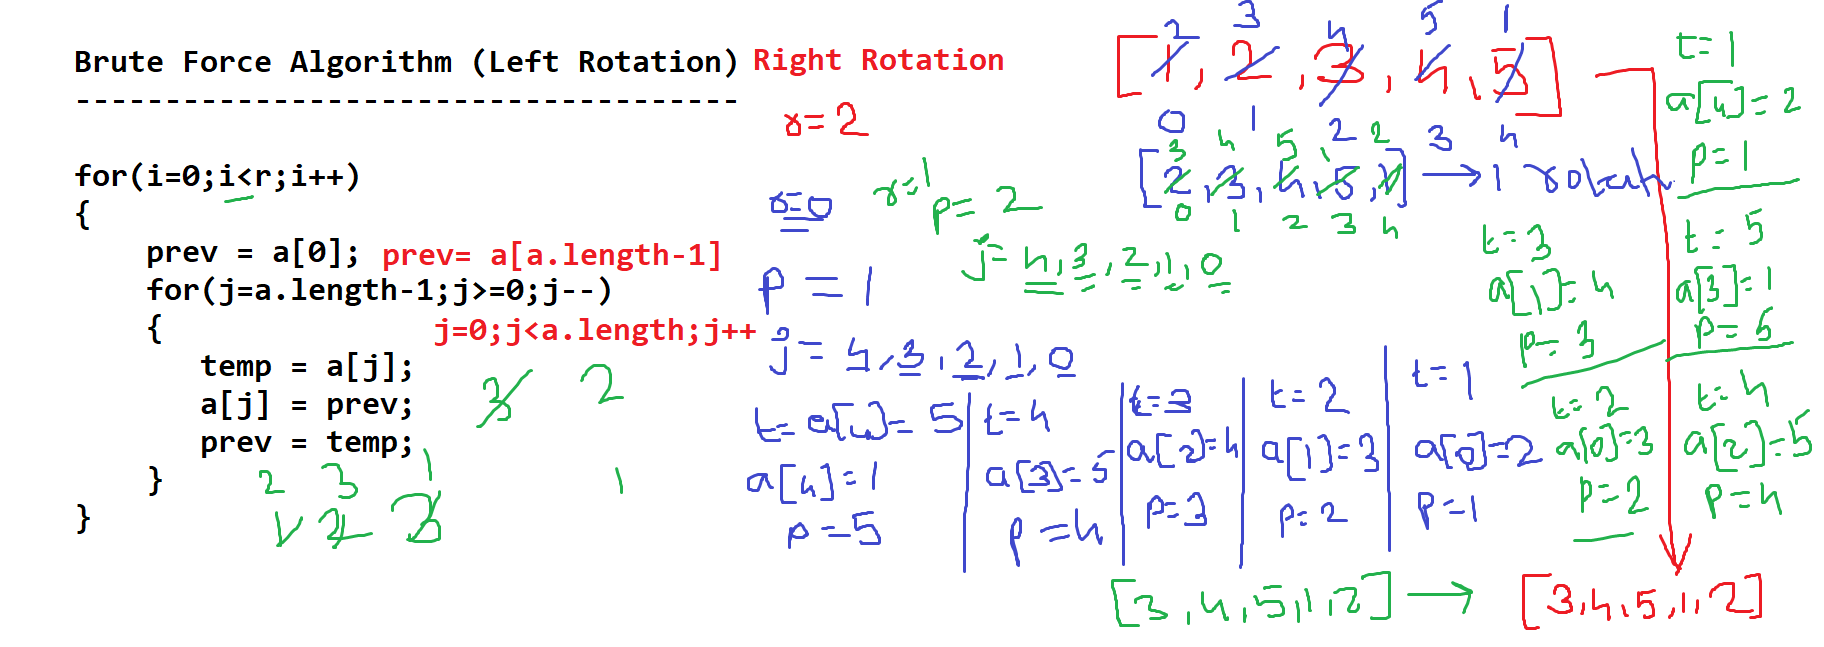 Brute Force Algorithm (Left Rotation) Right Rotation
-------------------------------------
r=2
for(i=0;i<r;i++)
{
prev = a[0]; prev= a[a.length-1]
for(j=a.length-1;j>=0;j--)
{ j=0;j<a.length;j++
temp = a[j];
a[j] = prev;
prev = temp;
}
}
3 2
2 3 1 1
1 2 3
2 3 4 5 1
[1, 2, 3, 4, 5]
0 1 2 3 4
3 4 5 1 2
[2, 3, 4, 5, 1] → 1 rotatn
0 1 2 3 4
r=0
p = 1
j = 4, 3, 2, 1, 0
t= a[4]= 5
a[4]=1
p=5
t=4
a[3]=5
p=4
t=3
a[2]=4
p=3
t=2
a[1]=3
p=2
t=1
a[0]=2
p=1
r=1
p= 2
j= 4, 3, 2, 1, 0
t= 1
a[4]=2
p=1
t= 5
a[3]=1
p=5
t=4
a[2]=5
p=4
t=3
a[1]=4
p=3
t=2
a[0]=3
p=2
[3, 4, 5, 1, 2] → [3, 4, 5, 1, 2]